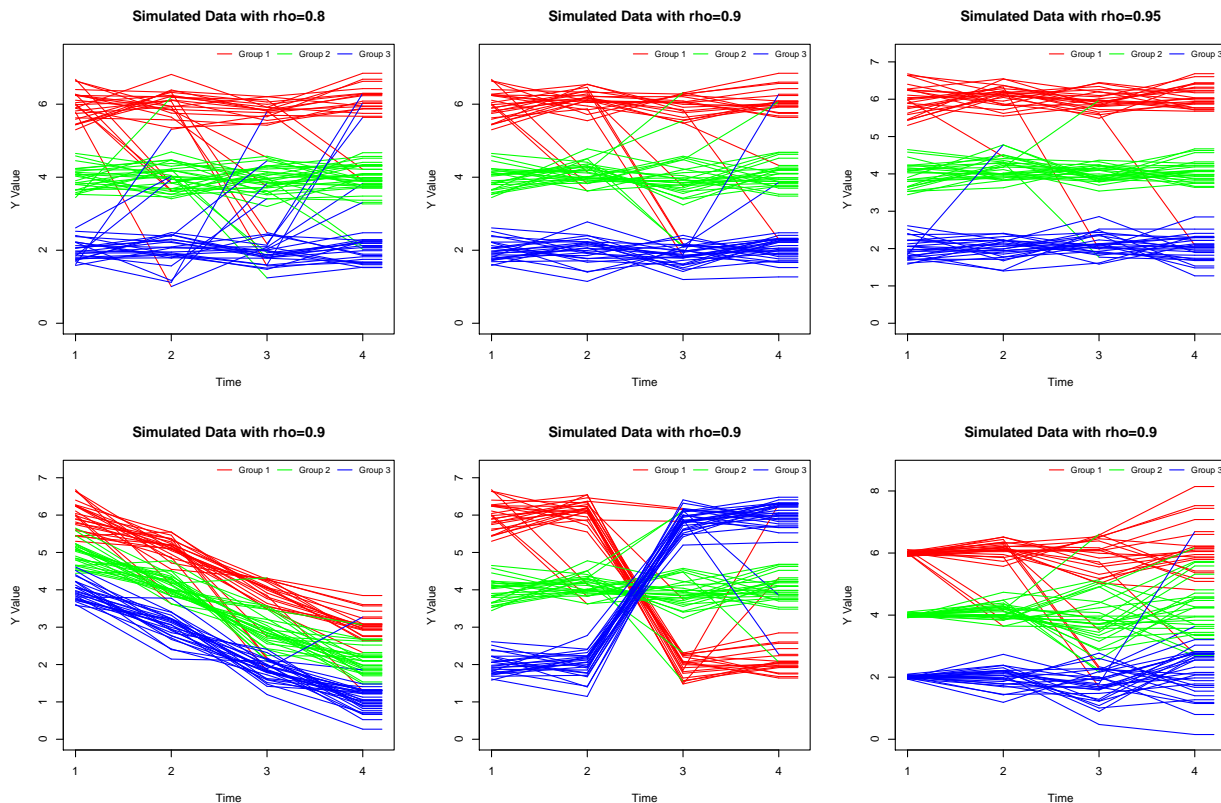 Simulated Data with rho=0.8
Group 1 Group 2 Group 3
Y Value
6
4
2
0
1 2 3 4
Time
Simulated Data with rho=0.9
Group 1 Group 2 Group 3
Y Value
6
4
2
0
1 2 3 4
Time
Simulated Data with rho=0.95
Group 1 Group 2 Group 3
Y Value
7
6
5
4
3
2
1
0
1 2 3 4
Time
Simulated Data with rho=0.9
Group 1 Group 2 Group 3
Y Value
7
6
5
4
3
2
1
0
1 2 3 4
Time
Simulated Data with rho=0.9
Group 1 Group 2 Group 3
Y Value
7
6
5
4
3
2
1
0
1 2 3 4
Time
Simulated Data with rho=0.9
Group 1 Group 2 Group 3
Y Value
8
6
4
2
0
1 2 3 4
Time